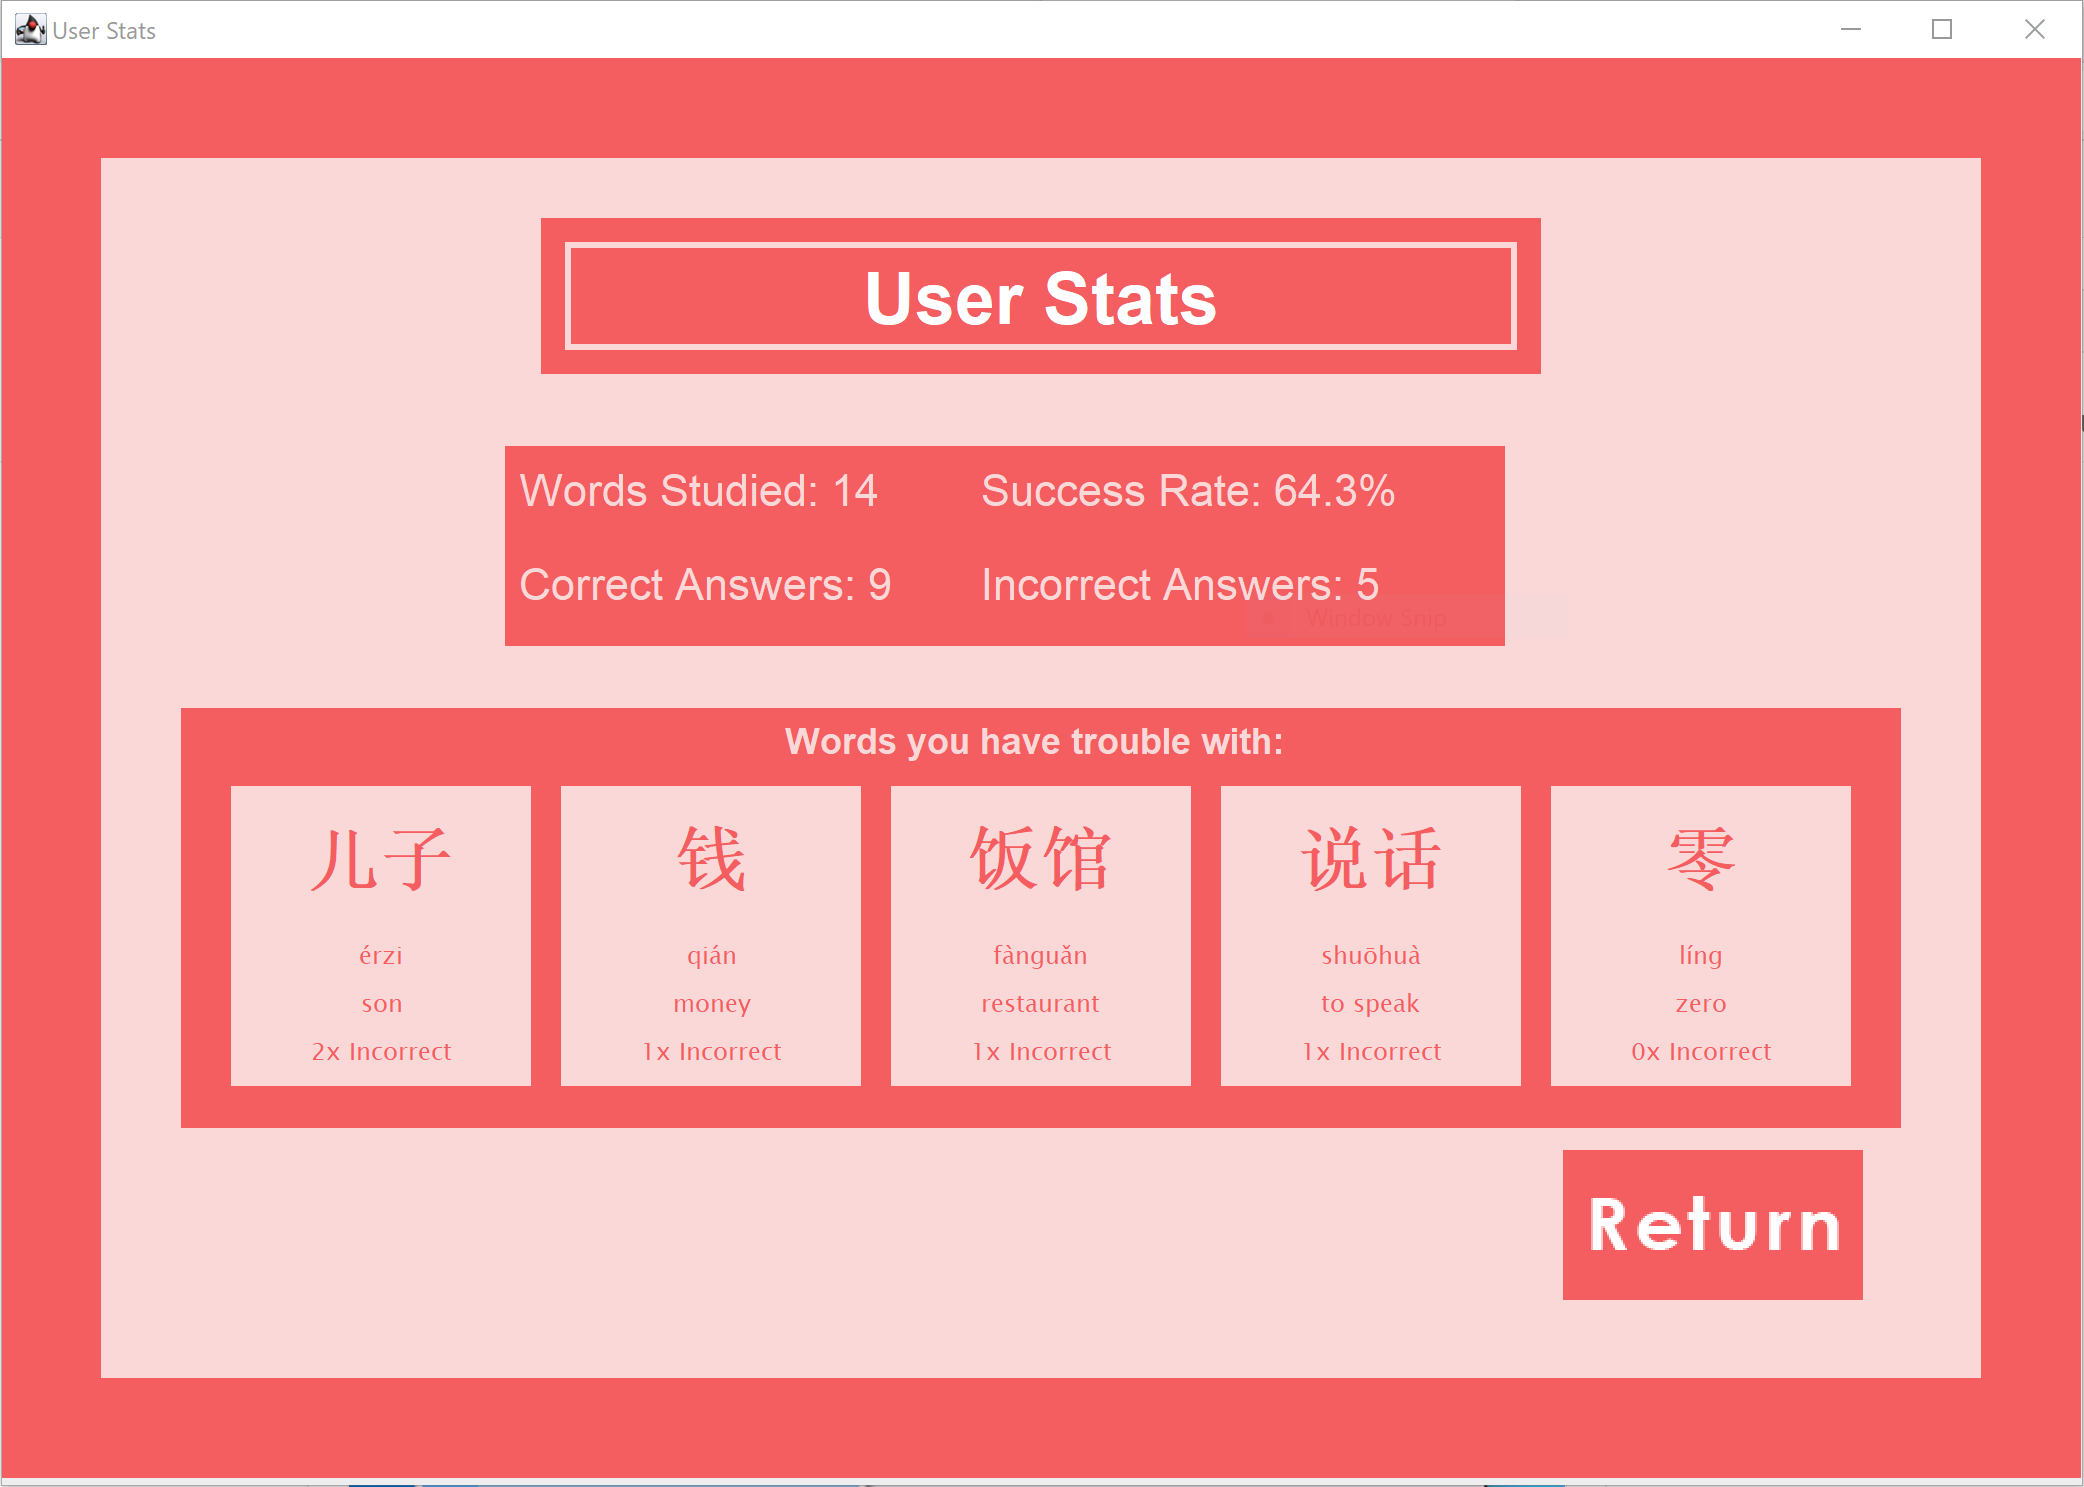 User Stats
User Stats
Words Studied: 14 Success Rate: 64.3%
Correct Answers: 9 Incorrect Answers: 5
Window Snip
Words you have trouble with:
儿子 钱 饭馆 说话 零
érzi qián fànguǎn shuōhuà líng
son money restaurant to speak zero
2x Incorrect 1x Incorrect 1x Incorrect 1x Incorrect 0x Incorrect
Return